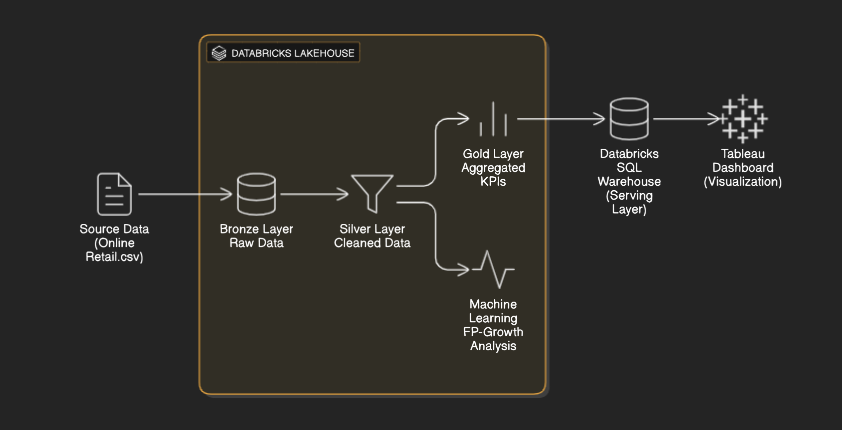 DATABRICKS LAKEHOUSE
Source Data
(Online
Retail.csv)
Bronze Layer
Raw Data
Silver Layer
Cleaned Data
Gold Layer
Aggregated
KPIs
Machine
Learning
FP-Growth
Analysis
Databricks
SQL
Warehouse
(Serving
Layer)
Tableau
Dashboard
(Visualization)